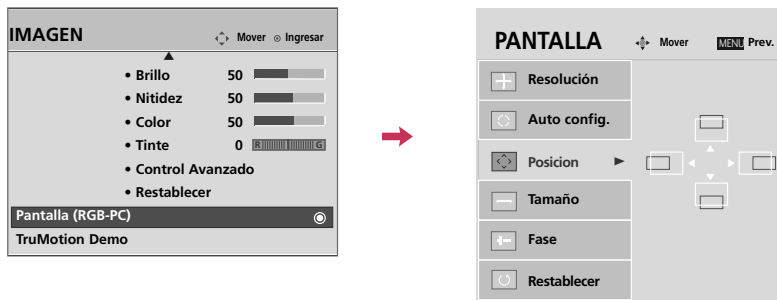 IMAGEN
Mover
Ingresar
• Brillo 50
• Nitidez 50
• Color 50
• Tinte 0 R G
• Control Avanzado
• Restablecer
Pantalla (RGB-PC)
TruMotion Demo
PANTALLA
Mover
MENU Prev.
Resolución
Auto config.
Posicion
Tamaño
Fase
Restablecer